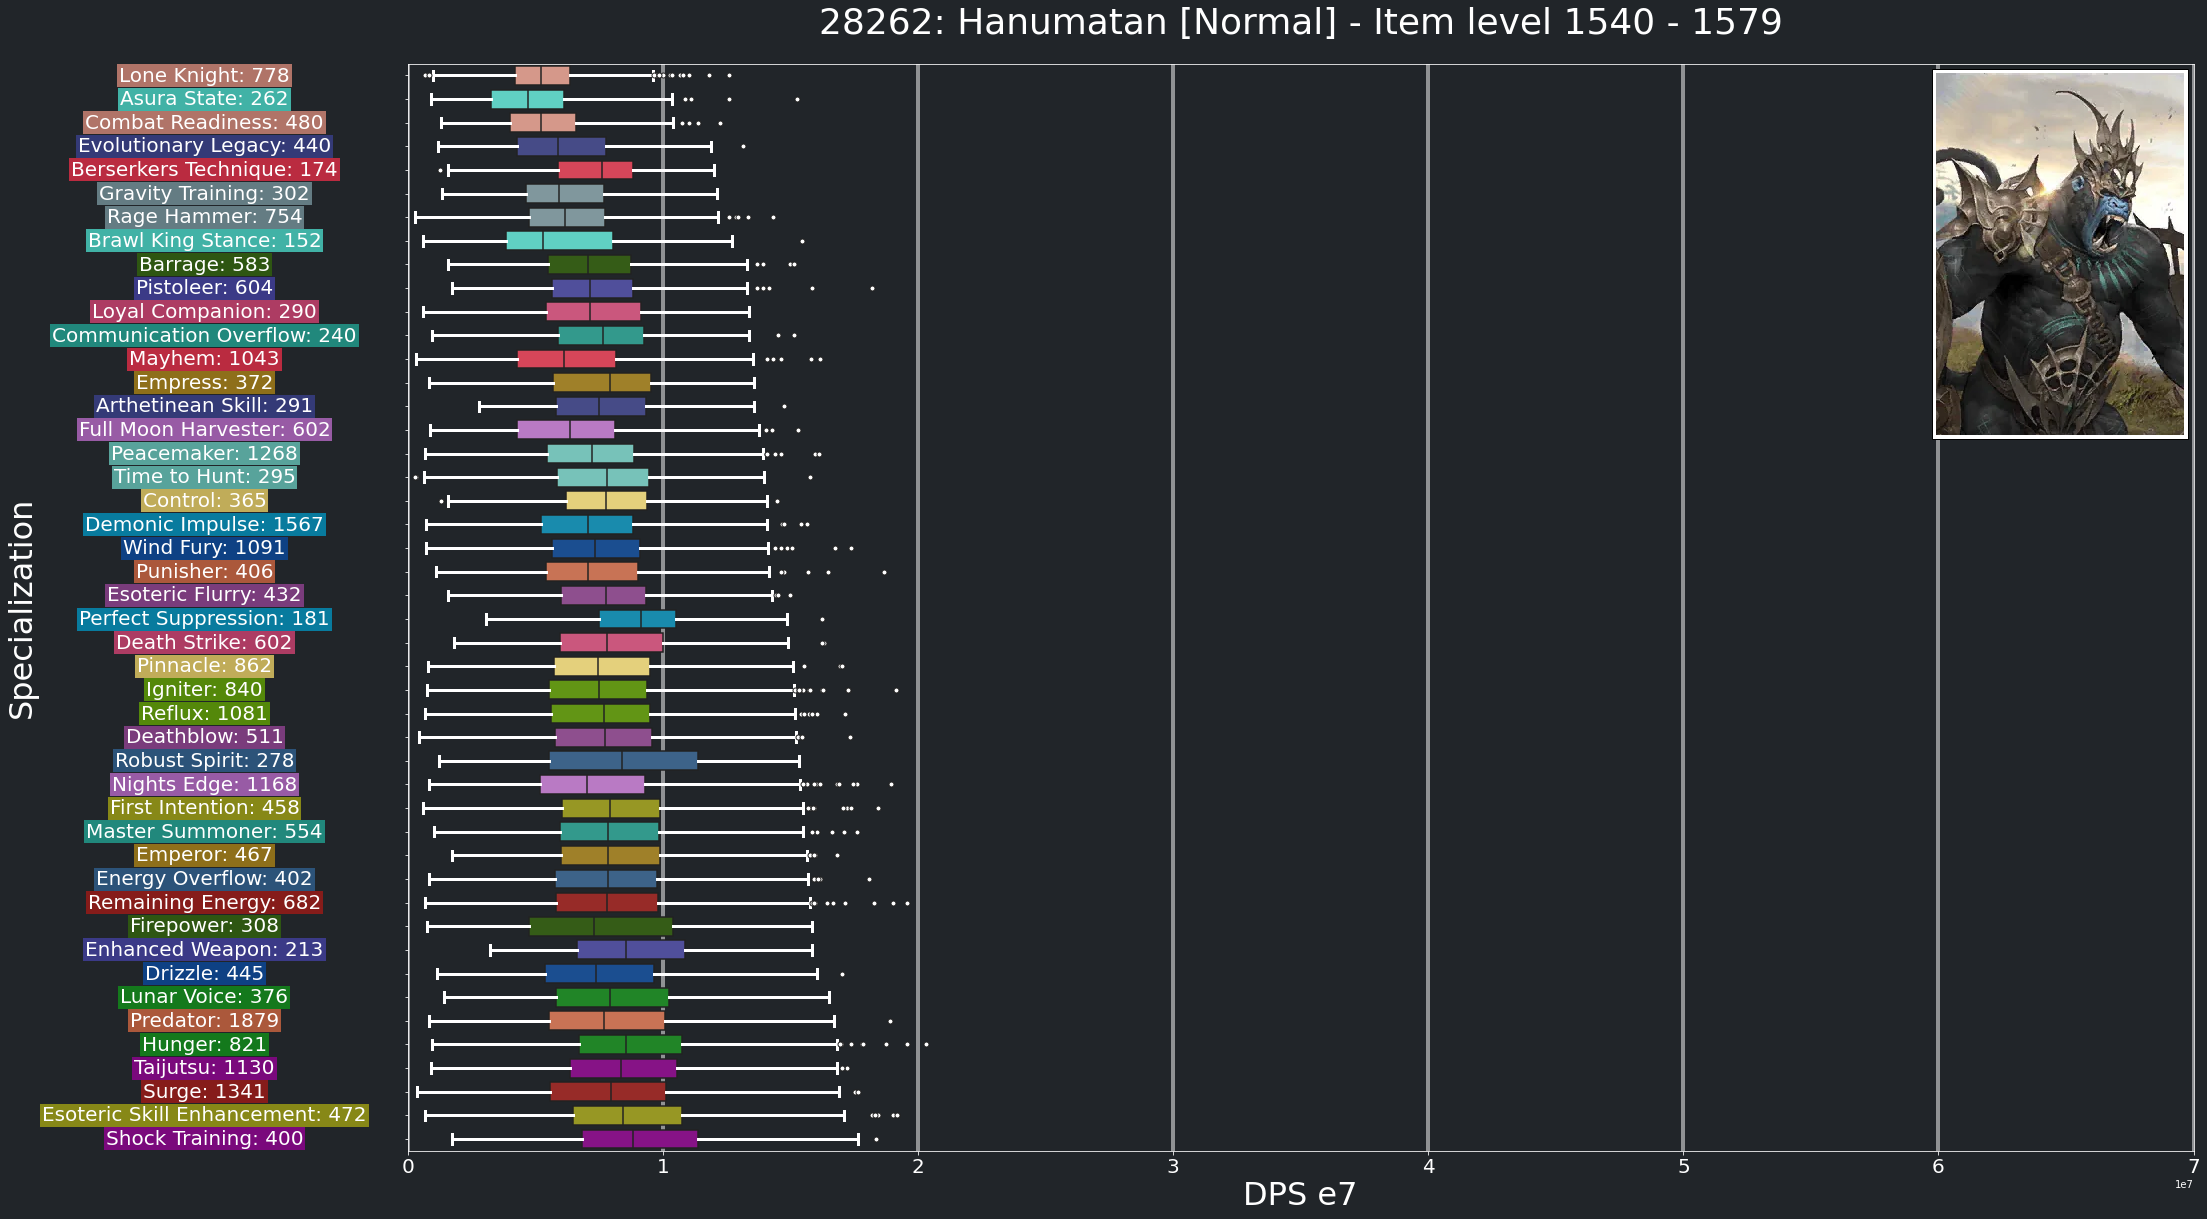 28262: Hanumatan [Normal] - Item level 1540 - 1579
Lone Knight: 778
Asura State: 262
Combat Readiness: 480
Evolutionary Legacy: 440
Berserkers Technique: 174
Gravity Training: 302
Rage Hammer: 754
Brawl King Stance: 152
Barrage: 583
Pistoleer: 604
Loyal Companion: 290
Communication Overflow: 240
Mayhem: 1043
Empress: 372
Arthetinean Skill: 291
Full Moon Harvester: 602
Peacemaker: 1268
Time to Hunt: 295
Control: 365
Demonic Impulse: 1567
Wind Fury: 1091
Punisher: 406
Esoteric Flurry: 432
Perfect Suppression: 181
Death Strike: 602
Pinnacle: 862
Igniter: 840
Reflux: 1081
Deathblow: 511
Robust Spirit: 278
Nights Edge: 1168
First Intention: 458
Master Summoner: 554
Emperor: 467
Energy Overflow: 402
Remaining Energy: 682
Firepower: 308
Enhanced Weapon: 213
Drizzle: 445
Lunar Voice: 376
Predator: 1879
Hunger: 821
Taijutsu: 1130
Surge: 1341
Esoteric Skill Enhancement: 472
Shock Training: 400
Specialization
0 1 2 3 4 5 6 7
1e7
DPS e7